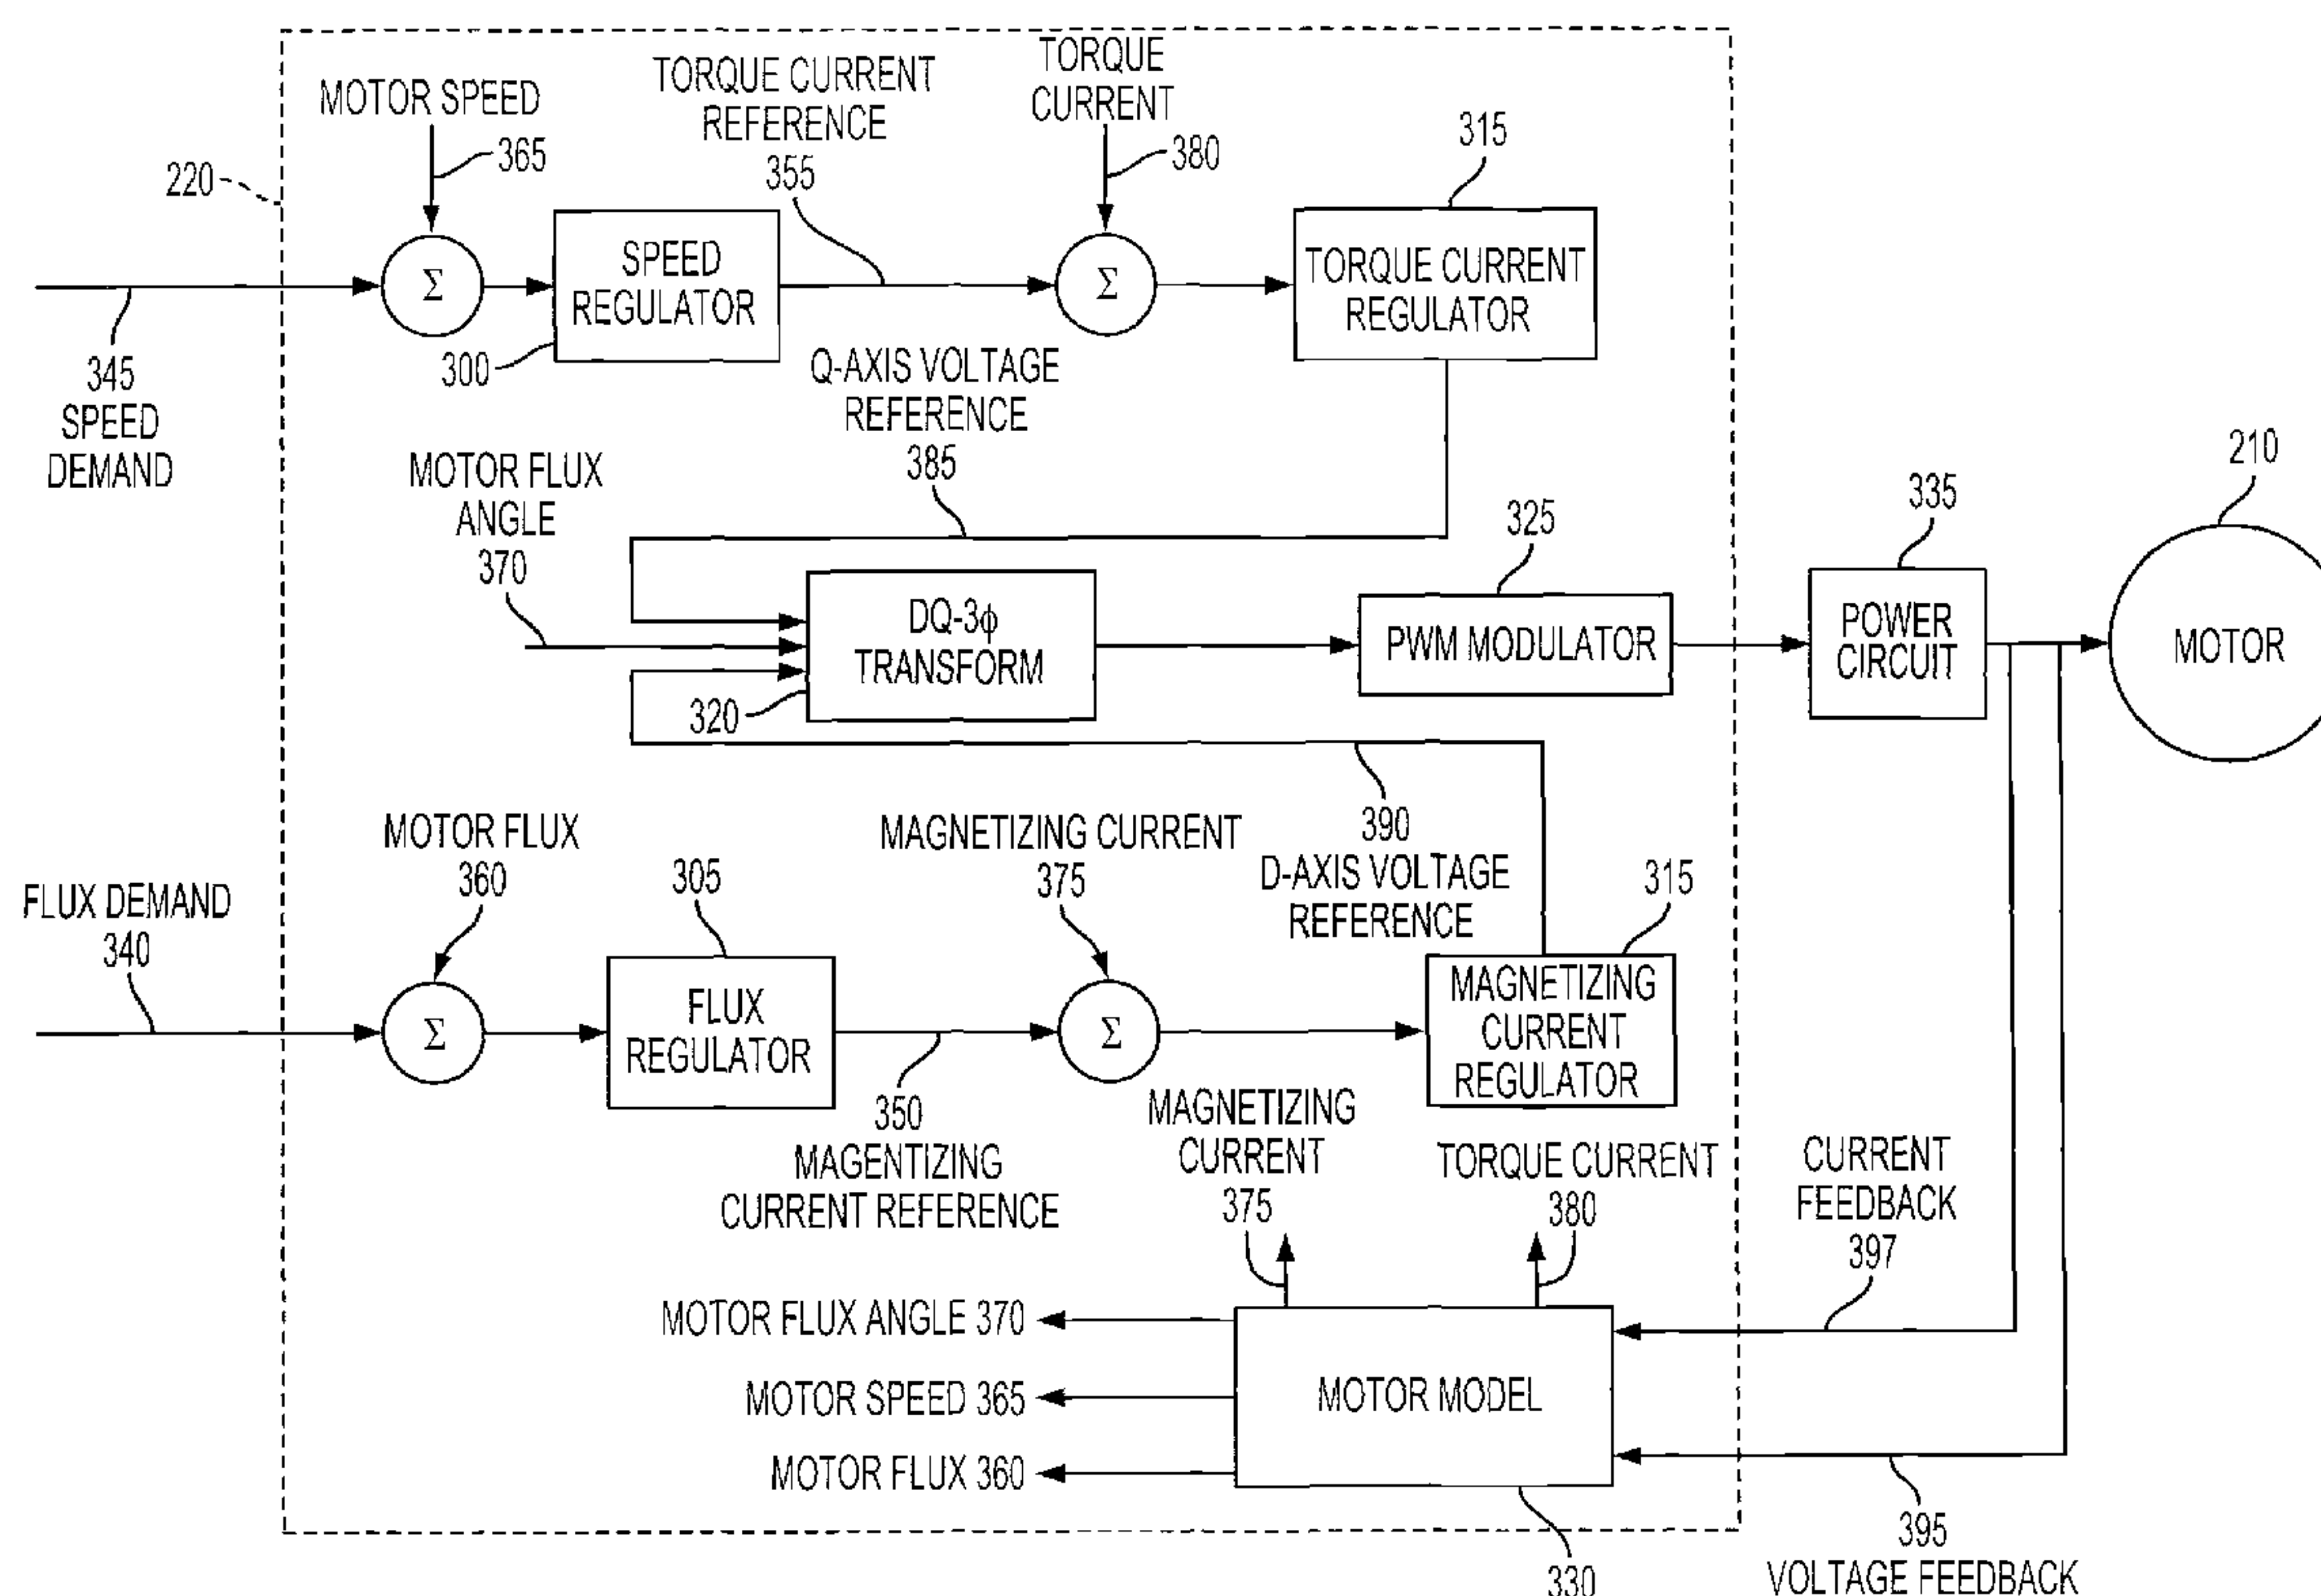 TORQUE CURRENT
REFERENCE
355
TORQUE
CURRENT
380
MOTOR SPEED
365
315
220
Σ
SPEED
REGULATOR
300
Σ
TORQUE CURRENT
REGULATOR
345
SPEED
DEMAND
Q-AXIS VOLTAGE
REFERENCE
385
MOTOR FLUX
ANGLE
370
DQ-3ϕ
TRANSFORM
320
325
PWM MODULATOR
335
POWER
CIRCUIT
210
MOTOR
390
D-AXIS VOLTAGE
REFERENCE
MOTOR FLUX
360
305
MAGNETIZING CURRENT
375
315
FLUX DEMAND
340
Σ
FLUX
REGULATOR
Σ
MAGNETIZING
CURRENT
REGULATOR
350
MAGENTIZING
CURRENT REFERENCE
MAGNETIZING
CURRENT
375
TORQUE CURRENT
380
CURRENT
FEEDBACK
397
MOTOR FLUX ANGLE 370
MOTOR SPEED 365
MOTOR FLUX 360
MOTOR MODEL
330
395
VOLTAGE FEEDBACK